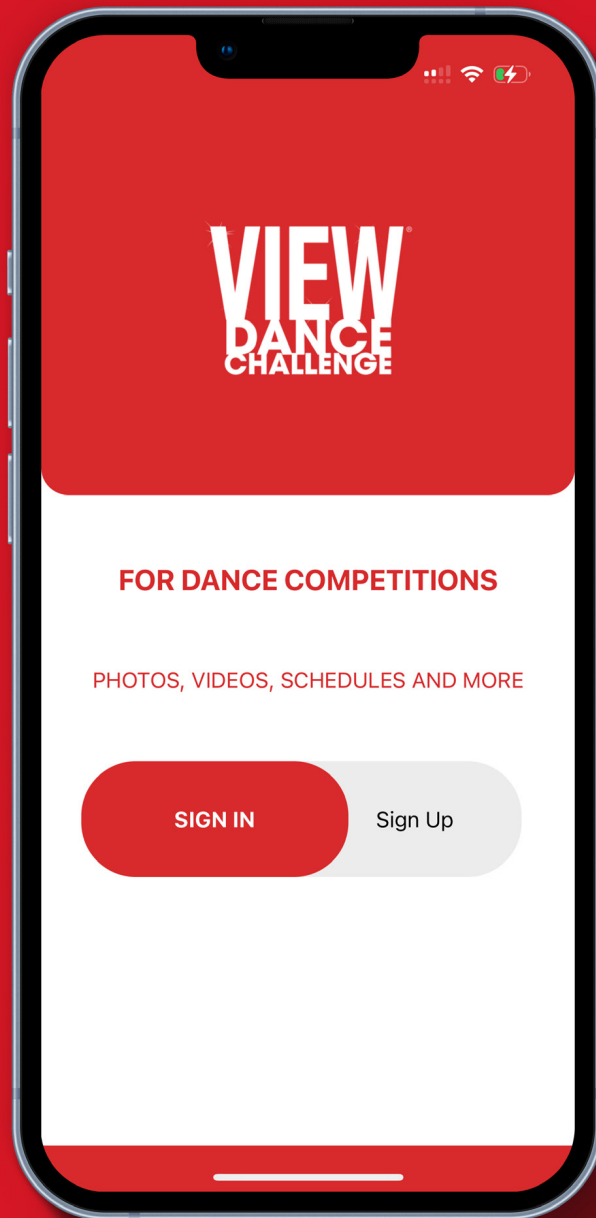 VIEW®
DANCE
CHALLENGE
FOR DANCE COMPETITIONS
PHOTOS, VIDEOS, SCHEDULES AND MORE
SIGN IN Sign Up